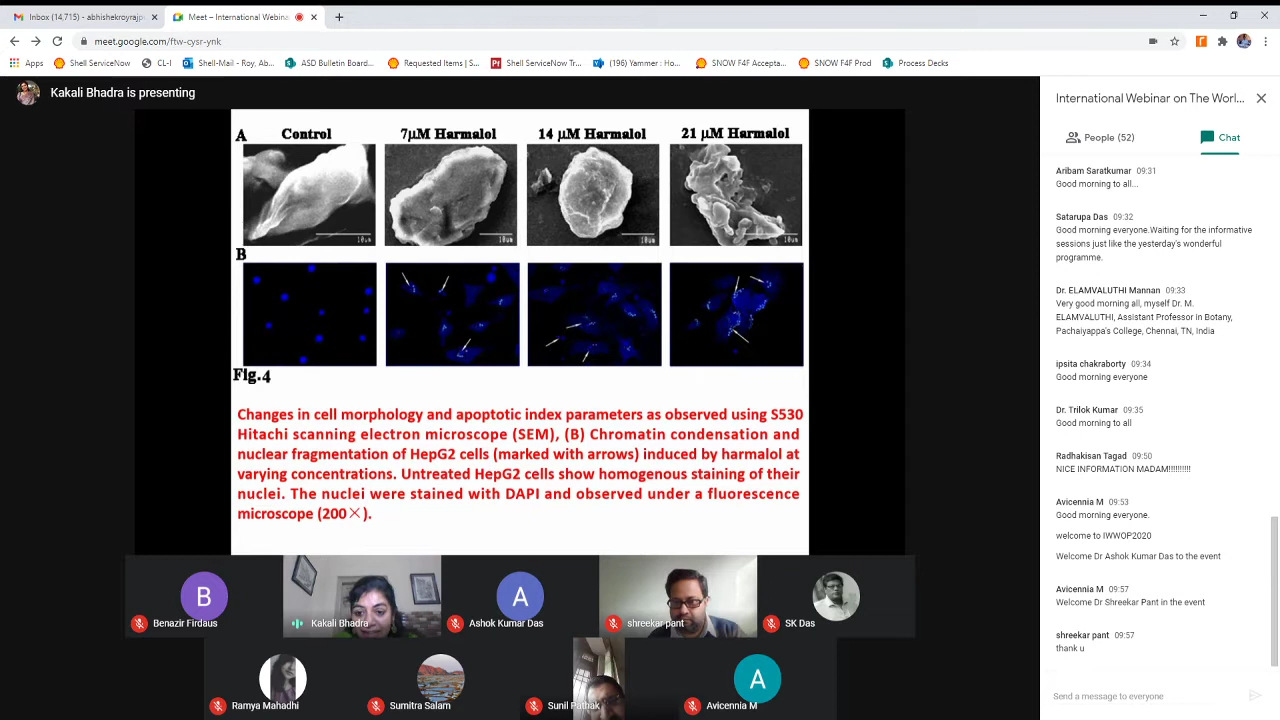 Inbox (14,715) - abhishekroyrajp
Meet – International Webina
meet.google.com/ftw-cysr-ynk
Apps
Shell ServiceNow
CL-I
Shell-Mail - Roy, Ab...
ASD Bulletin Board...
Requested Items | S...
Shell ServiceNow Tr...
(196) Yammer : Ho...
SNOW F4F Accepta...
SNOW F4F Prod
Process Decks
Kakali Bhadra is presenting
A
Control
7μM Harmalol
14 μM Harmalol
21 μM Harmalol
10um
10um
10um
10um
B
Fig.4
Changes in cell morphology and apoptotic index parameters as observed using S530
Hitachi scanning electron microscope (SEM), (B) Chromatin condensation and
nuclear fragmentation of HepG2 cells (marked with arrows) induced by harmalol at
varying concentrations. Untreated HepG2 cells show homogenous staining of their
nuclei. The nuclei were stained with DAPI and observed under a fluorescence
microscope (200×).
B
Benazir Firdaus
Kakali Bhadra
A
Ashok Kumar Das
shreekar pant
SK Das
Ramya Mahadhi
Sumitra Salam
Sunil Pathak
A
Avicennia M
International Webinar on The Worl...
People (52)
Chat
Aribam Saratkumar 09:31
Good morning to all...
Satarupa Das 09:32
Good morning everyone.Waiting for the informative
sessions just like the yesterday's wonderful
programme.
Dr. ELAMVALUTHI Mannan 09:33
Very good morning all, myself Dr. M.
ELAMVALUTHI, Assistant Professor in Botany,
Pachaiyappa's College, Chennai, TN, India
ipsita chakraborty 09:34
Good morning everyone
Dr. Trilok Kumar 09:35
Good morning to all
Radhakisan Tagad 09:50
NICE INFORMATION MADAM!!!!!!!!!!
Avicennia M 09:53
Good morning everyone.
welcome to IWWOP2020
Welcome Dr Ashok Kumar Das to the event
Avicennia M 09:57
Welcome Dr Shreekar Pant in the event
shreekar pant 09:57
thank u
Send a message to everyone